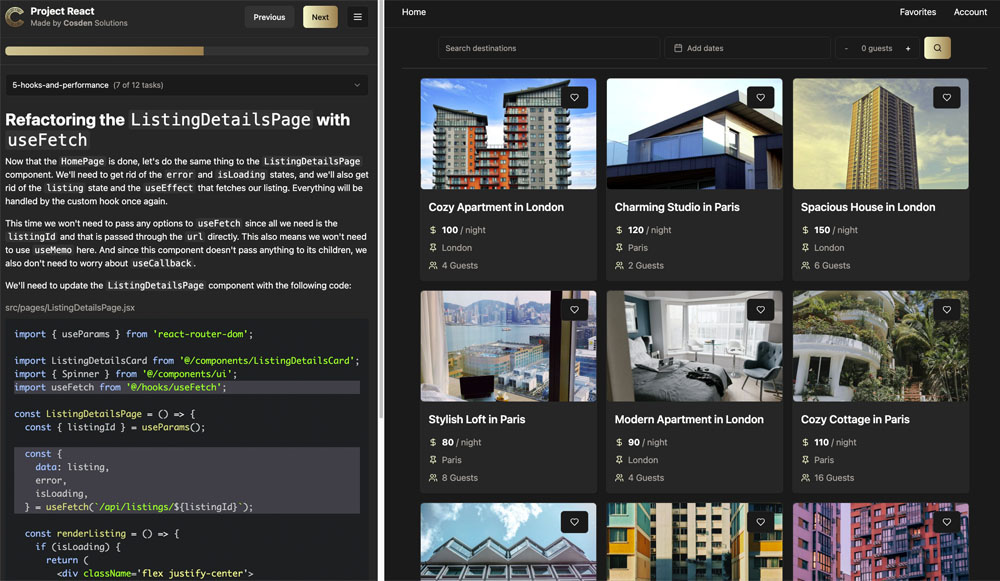 Project React
Made by Cosden Solutions
Previous
Next
5-hooks-and-performance (7 of 12 tasks)
Refactoring the ListingDetailsPage with
useFetch
Now that the HomePage is done, let's do the same thing to the ListingDetailsPage
component. We'll need to get rid of the error and isLoading states, and we'll also get
rid of the listing state and the useEffect that fetches our listing. Everything will be
handled by the custom hook once again.
This time we won't need to pass any options to useFetch since all we need is the
listingId and that is passed through the url directly. This also means we won't need
to use useMemo here. And since this component doesn't pass anything to its children, we
also don't need to worry about useCallback.
We'll need to update the ListingDetailsPage component with the following code:
src/pages/ListingDetailsPage.jsx
import { useParams } from 'react-router-dom';
import ListingDetailsCard from '@/components/ListingDetailsCard';
import { Spinner } from '@/components/ui';
import useFetch from '@/hooks/useFetch';
const ListingDetailsPage = () => {
const { listingId } = useParams();
const {
data: listing,
error,
isLoading,
} = useFetch(`/api/listings/${listingId}`);
const renderListing = () => {
if (isLoading) {
return (
<div className='flex justify-center'>
Home
Favorites
Account
Search destinations
Add dates
- 0 guests +
Cozy Apartment in London
$ 100 / night
London
4 Guests
Charming Studio in Paris
$ 120 / night
Paris
2 Guests
Spacious House in London
$ 150 / night
London
6 Guests
Stylish Loft in Paris
$ 80 / night
Paris
8 Guests
Modern Apartment in London
$ 90 / night
London
4 Guests
Cozy Cottage in Paris
$ 110 / night
Paris
16 Guests